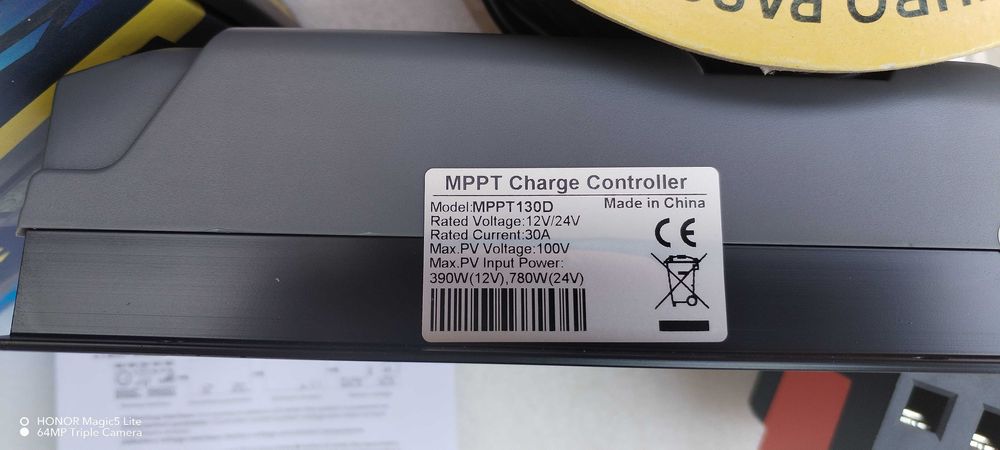 MPPT Charge Controller
Model:MPPT130D
Made in China
Rated Voltage:12V/24V
Rated Current:30A
Max.PV Voltage:100V
Max.PV Input Power:
390W(12V),780W(24V)
CE
HONOR Magic5 Lite
64MP Triple Camera